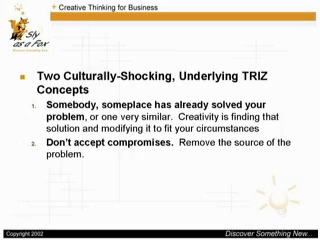 + Creative Thinking for Business
Sly
as a Fox
Two Culturally-Shocking, Underlying TRIZ
Concepts
1. Somebody, someplace has already solved your
problem, or one very similar. Creativity is finding that
solution and modifying it to fit your circumstances
2. Don't accept compromises. Remove the source of the
problem.
Copyright 2002
Discover Something New...